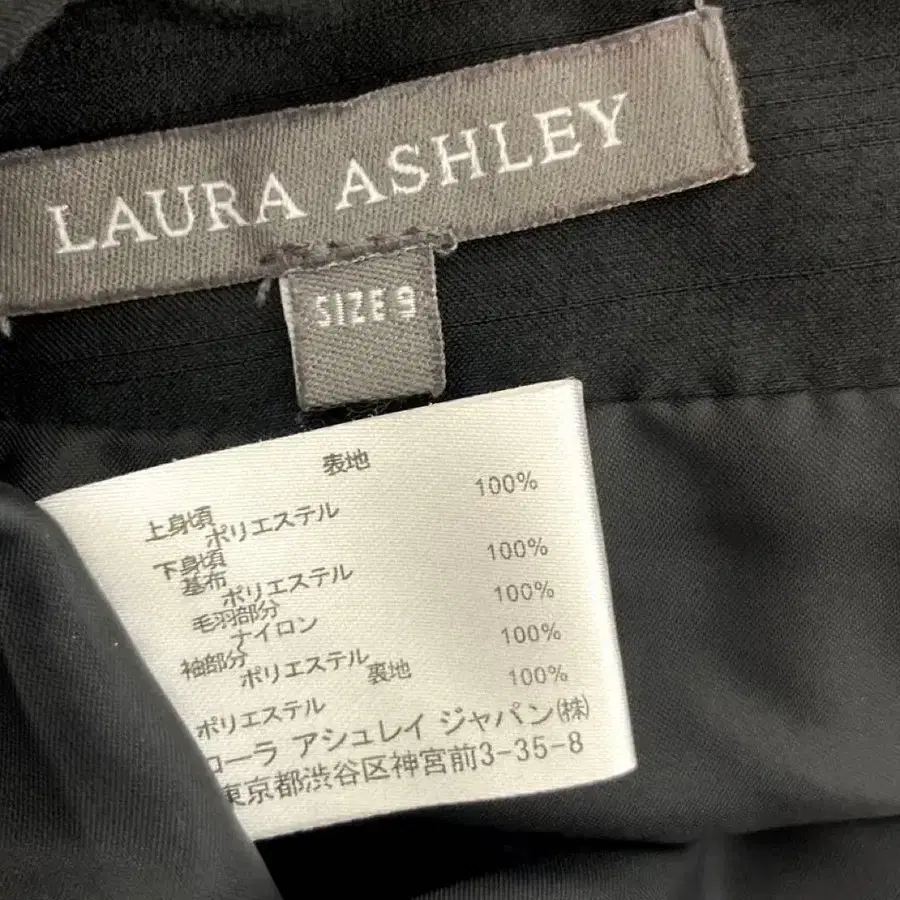 LAURA ASHLEY
SIZE 9
表地
上身頃
ポリエステル 100%
下身頃
基布
ポリエステル 100%
毛羽部分
ナイロン 100%
袖部分
ポリエステル 100%
裏地
ポリエステル 100%
ローラ アシュレイ ジャパン(株)
東京都渋谷区神宮前3-35-8